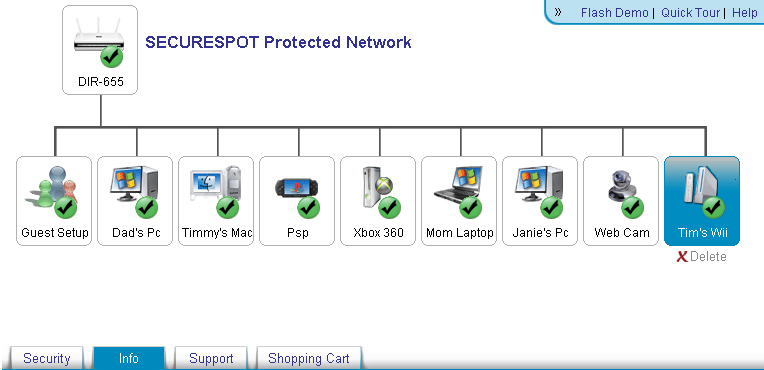 » Flash Demo | Quick Tour | Help
SECURESPOT Protected Network
DIR-655
Guest Setup Dad's Pc Timmy's Mac Psp Xbox 360 Mom Laptop Janie's Pc Web Cam Tim's Wii
Delete
Security Info Support Shopping Cart